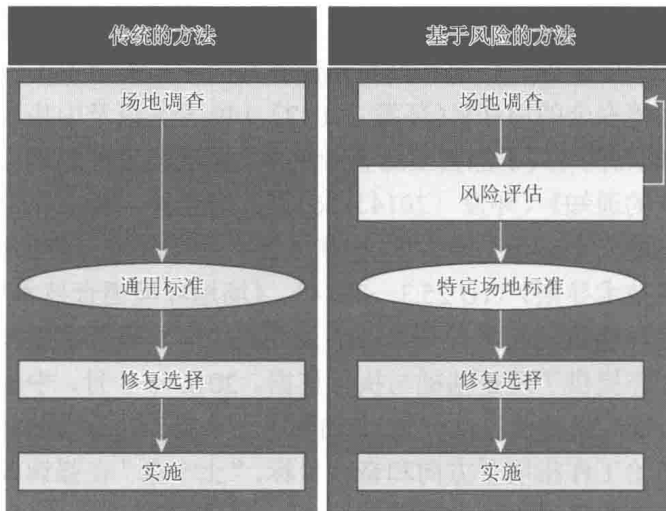 传统的方法
场地调查
通用标准
修复选择
实施
基于风险的方法
场地调查
风险评估
特定场地标准
修复选择
实施